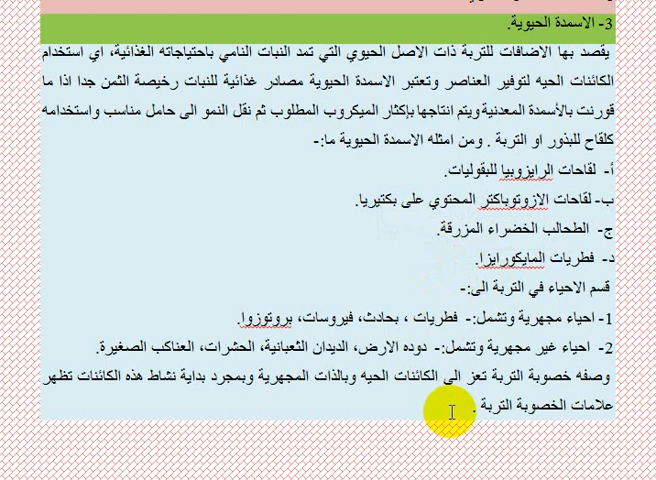 3- الاسمدة الحيوية.
يقصد بها الاضافات للتربة ذات الاصل الحيوي التي تمد النبات النامي باحتياجاته الغذائية، اي استخدام
الكائنات الحيه لتوفير العناصر وتعتبر الاسمدة الحيوية مصادر غذائية للنبات رخيصة الثمن جدا اذا ما
قورنت بالأسمدة المعدنية ويتم انتاجها بإكثار الميكروب المطلوب ثم نقل النمو الى حامل مناسب واستخدامه
كلقاح للبذور او التربة . ومن امثله الاسمدة الحيوية ما:-
أ- لقاحات الرايزوبيا للبقوليات.
ب- لقاحات الازوتوباكتر المحتوي على بكتيريا.
ج- الطحالب الخضراء المزرقة.
د- فطريات المايكورايزا.
قسم الاحياء في التربة الى:-
1- احياء مجهرية وتشمل:- فطريات ، بحادث، فيروسات، بروتوزوا.
2- احياء غير مجهرية وتشمل:- دوده الارض، الديدان الثعبانية، الحشرات، العناكب الصغيرة.
وصفه خصوبة التربة تعز الى الكائنات الحيه وبالذات المجهرية وبمجرد بداية نشاط هذه الكائنات تظهر
علامات الخصوبة التربة .